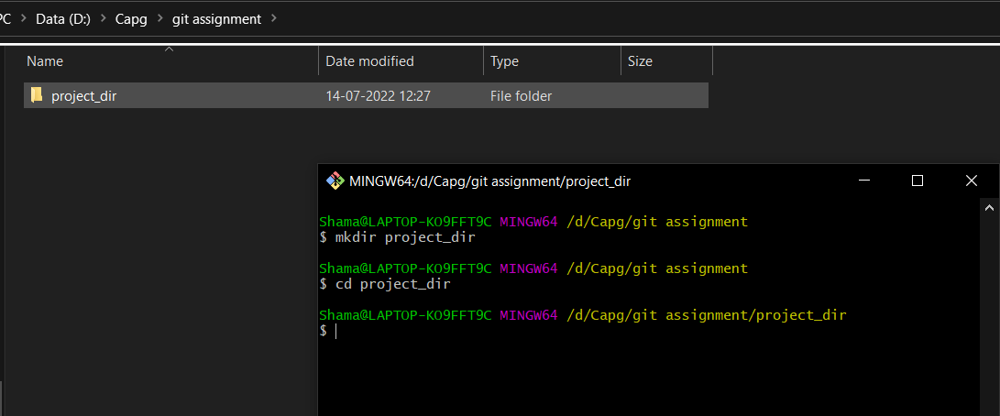 PC > Data (D:) > Capg > git assignment >
Name Date modified Type Size
project_dir 14-07-2022 12:27 File folder
MINGW64:/d/Capg/git assignment/project_dir
Shama@LAPTOP-KO9FFT9C MINGW64 /d/Capg/git assignment
$ mkdir project_dir
Shama@LAPTOP-KO9FFT9C MINGW64 /d/Capg/git assignment
$ cd project_dir
Shama@LAPTOP-KO9FFT9C MINGW64 /d/Capg/git assignment/project_dir
$